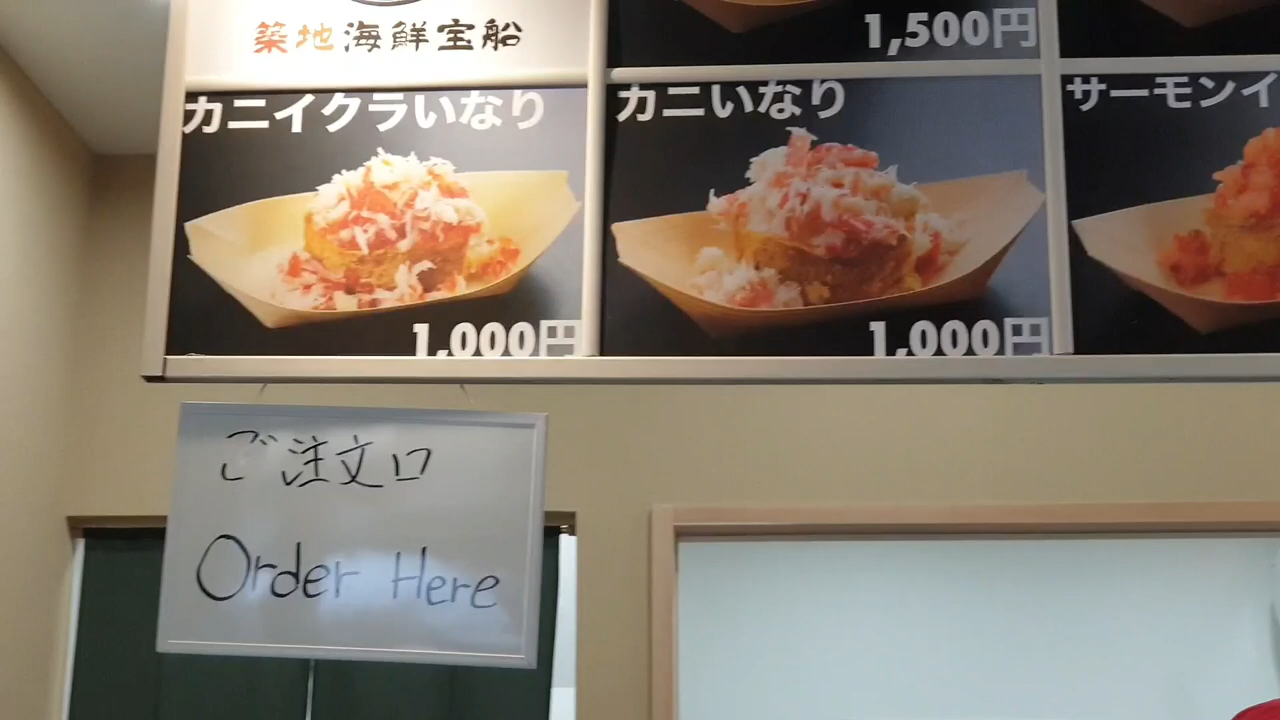 築地海鮮宝船
1,500円
カニイクラいなり
カニいなり
サーモンイ
1,000円
1,000円
ご注文口
Order Here